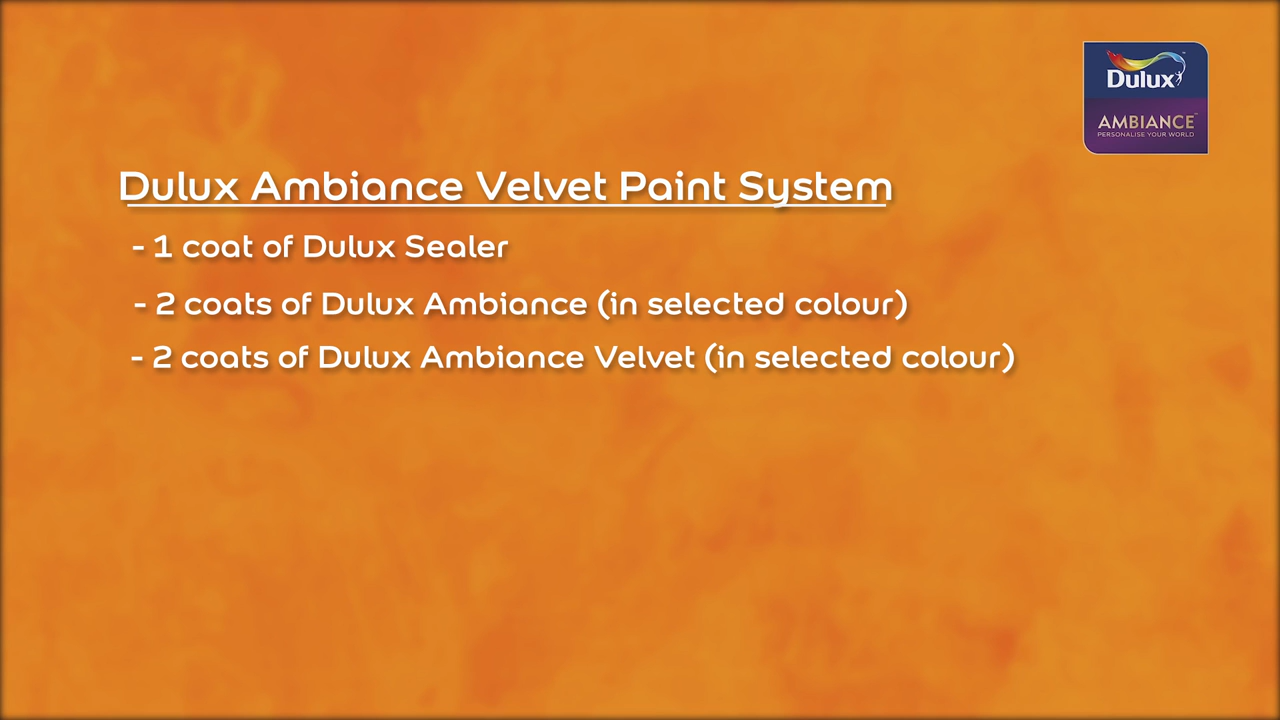 Dulux
AMBIANCE™
PERSONALISE YOUR WORLD
Dulux Ambiance Velvet Paint System
- 1 coat of Dulux Sealer
- 2 coats of Dulux Ambiance (in selected colour)
- 2 coats of Dulux Ambiance Velvet (in selected colour)